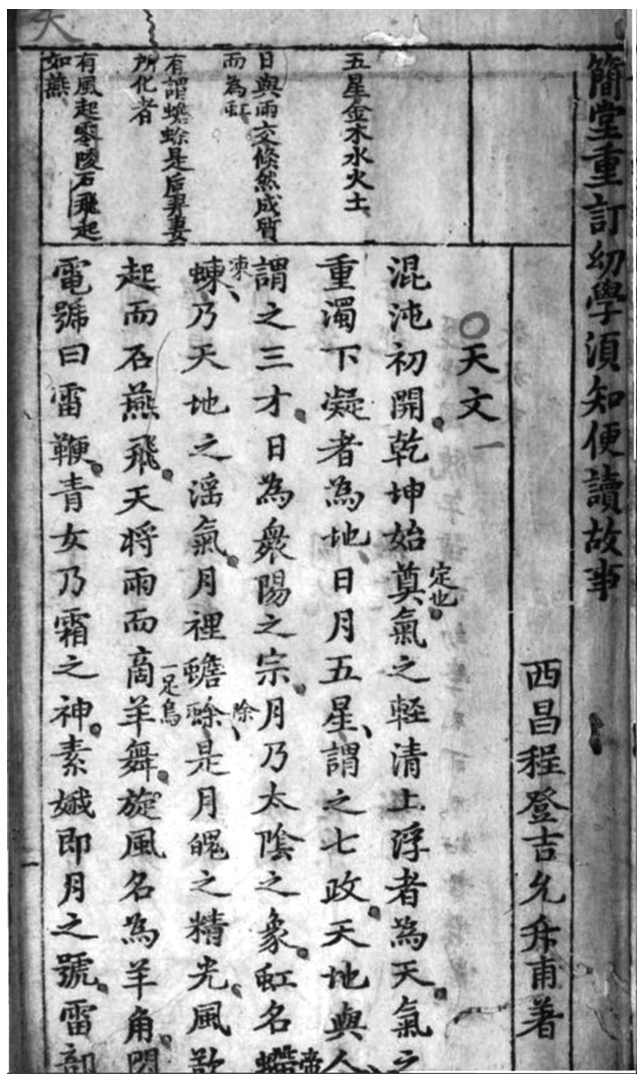 簡堂重訂幼學須知便讀故事
西昌程登吉允升甫著
天文
混沌初開乾坤始奠定也氣之輕清上浮者為天氣之
重濁下凝者為地日月五星謂之七政天地與人
謂之三才日為衆陽之宗月乃太陰之象虹名螮帝
蝀凍乃天地之淫氣月裡蟾蜍除是月魄之精光風欲
起而石燕飛天將雨而商羊一足鳥舞旋風名為羊角閃
電號曰雷鞭青女乃霜之神素娥即月之號雷部
五星金木水火土
日與雨交倐然成質
而為虹
有謂蟾蜍是后羿妻
所化者
有風起零陵石飛起
如燕